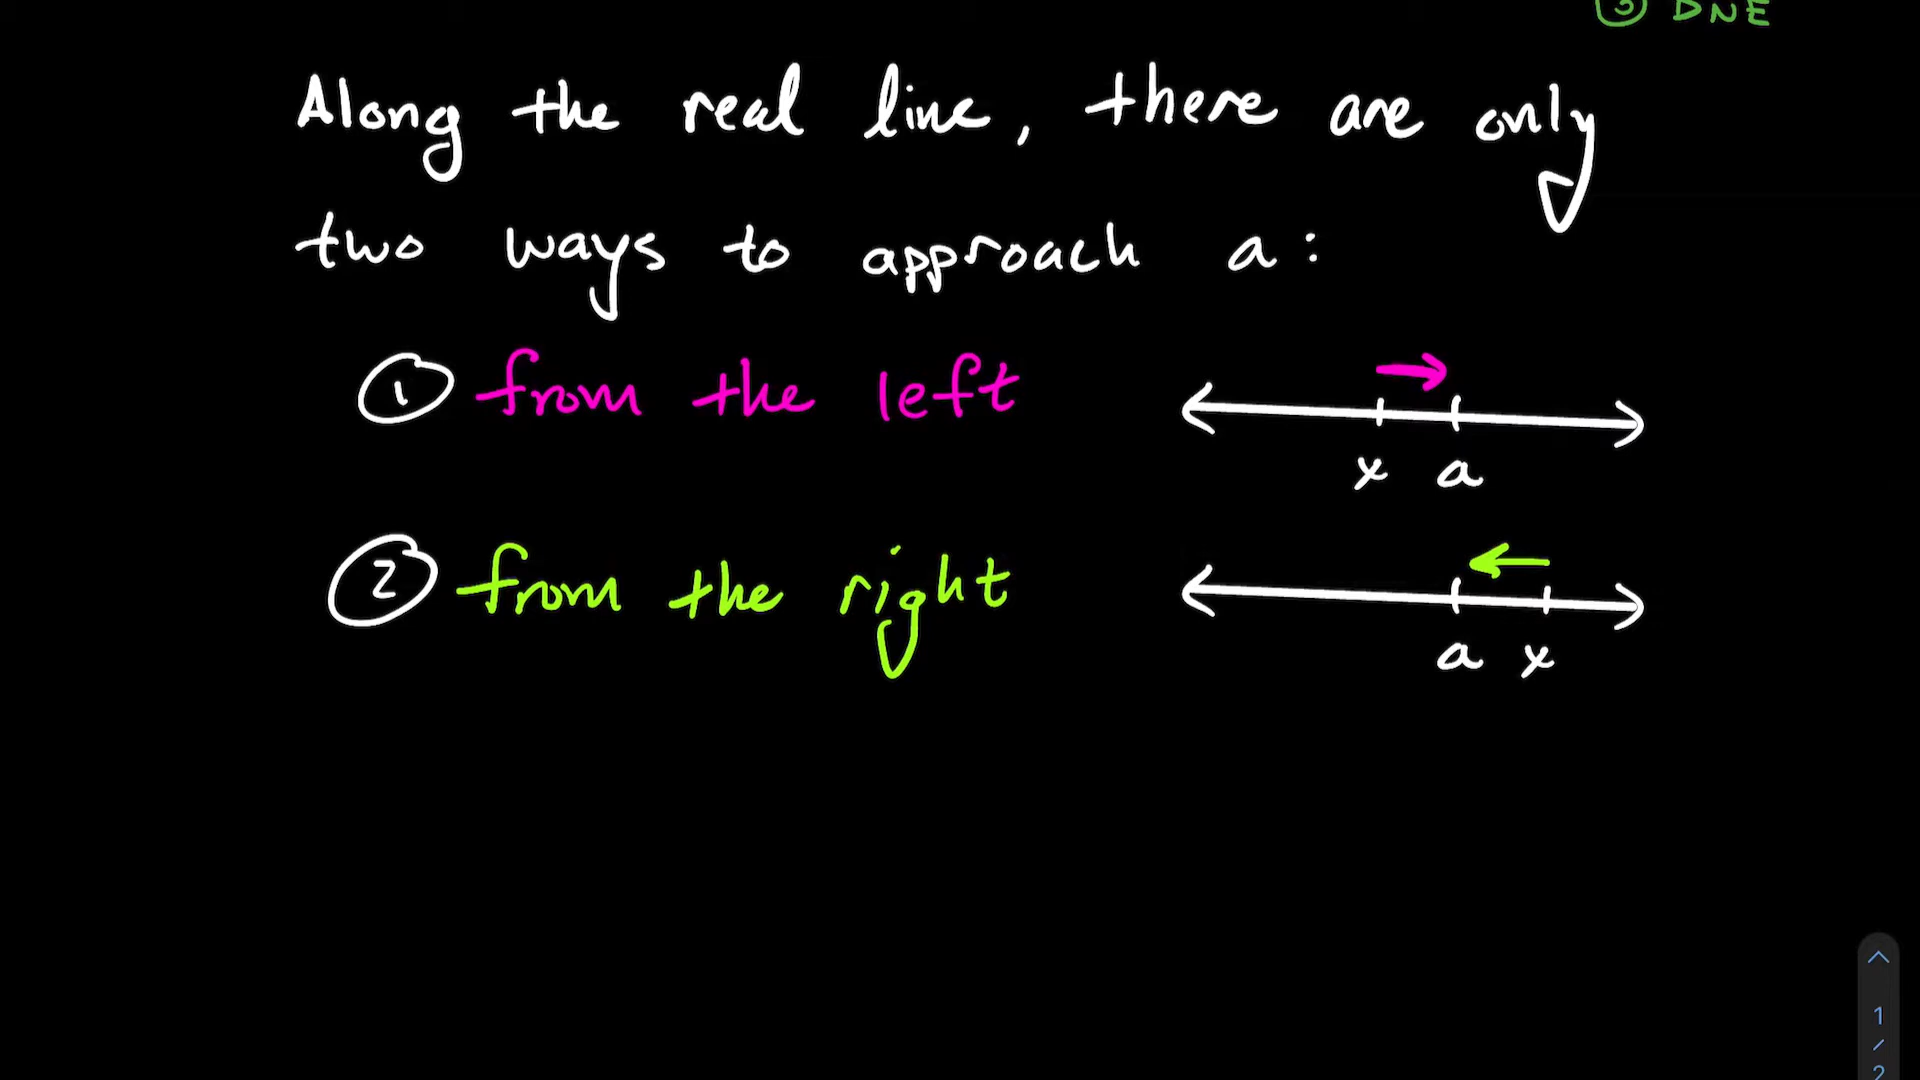 ③ DNE
Along the real line, there are only
two ways to approach a:
① from the left
x a
② from the right
a x
1
/
2